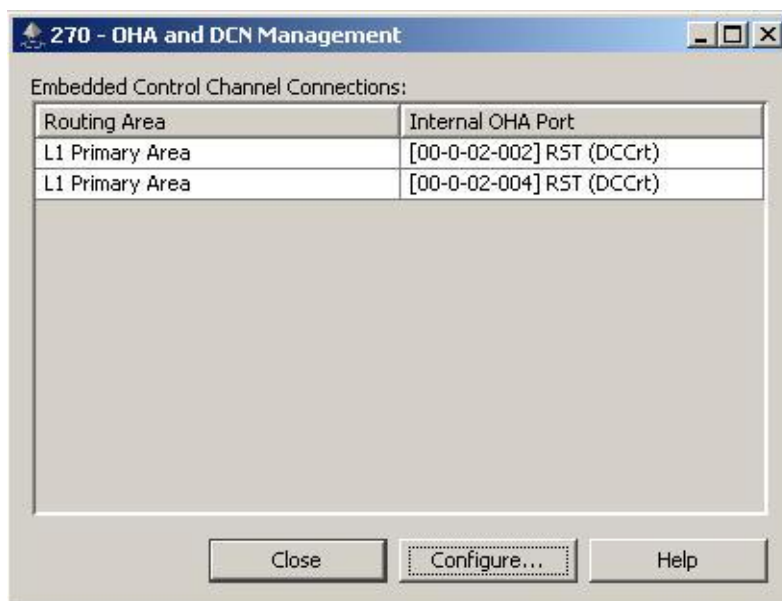 270 - OHA and DCN Management
Embedded Control Channel Connections:
Routing Area Internal OHA Port
L1 Primary Area [00-0-02-002] RST (DCCrt)
L1 Primary Area [00-0-02-004] RST (DCCrt)
Close Configure... Help